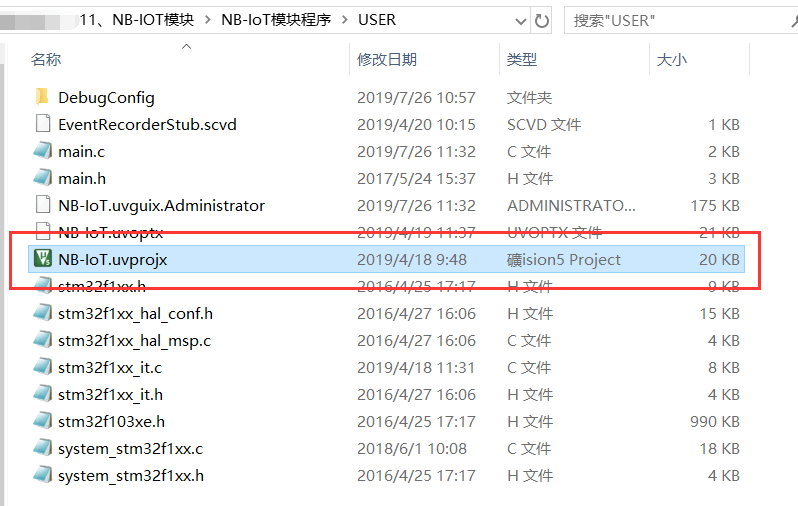 11、NB-IOT模块 > NB-IoT模块程序 > USER 搜索"USER"
名称 修改日期 类型 大小
DebugConfig 2019/7/26 10:57 文件夹
EventRecorderStub.scvd 2019/4/20 10:15 SCVD 文件 1 KB
main.c 2019/7/26 11:32 C 文件 2 KB
main.h 2017/5/24 15:37 H 文件 3 KB
NB-IoT.uvguix.Administrator 2019/7/26 11:32 ADMINISTRATO... 175 KB
NB-IoT.uvoptx 2019/4/19 11:37 UVOPTX 文件 21 KB
NB-IoT.uvprojx 2019/4/18 9:48 礦ision5 Project 20 KB
stm32f1xx.h 2016/4/25 17:17 H 文件 9 KB
stm32f1xx_hal_conf.h 2016/4/27 16:06 H 文件 15 KB
stm32f1xx_hal_msp.c 2016/4/27 16:06 C 文件 4 KB
stm32f1xx_it.c 2019/4/18 11:31 C 文件 8 KB
stm32f1xx_it.h 2016/4/27 16:06 H 文件 4 KB
stm32f103xe.h 2016/4/25 17:17 H 文件 990 KB
system_stm32f1xx.c 2018/6/1 10:08 C 文件 18 KB
system_stm32f1xx.h 2016/4/25 17:17 H 文件 4 KB